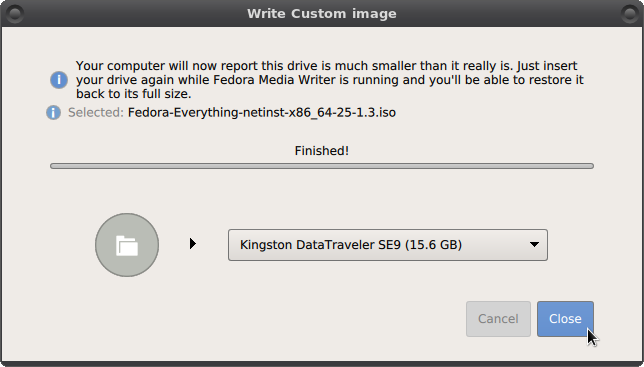 Write Custom image
Your computer will now report this drive is much smaller than it really is. Just insert
your drive again while Fedora Media Writer is running and you'll be able to restore it
back to its full size.
Selected: Fedora-Everything-netinst-x86_64-25-1.3.iso
Finished!
Kingston DataTraveler SE9 (15.6 GB)
Cancel Close